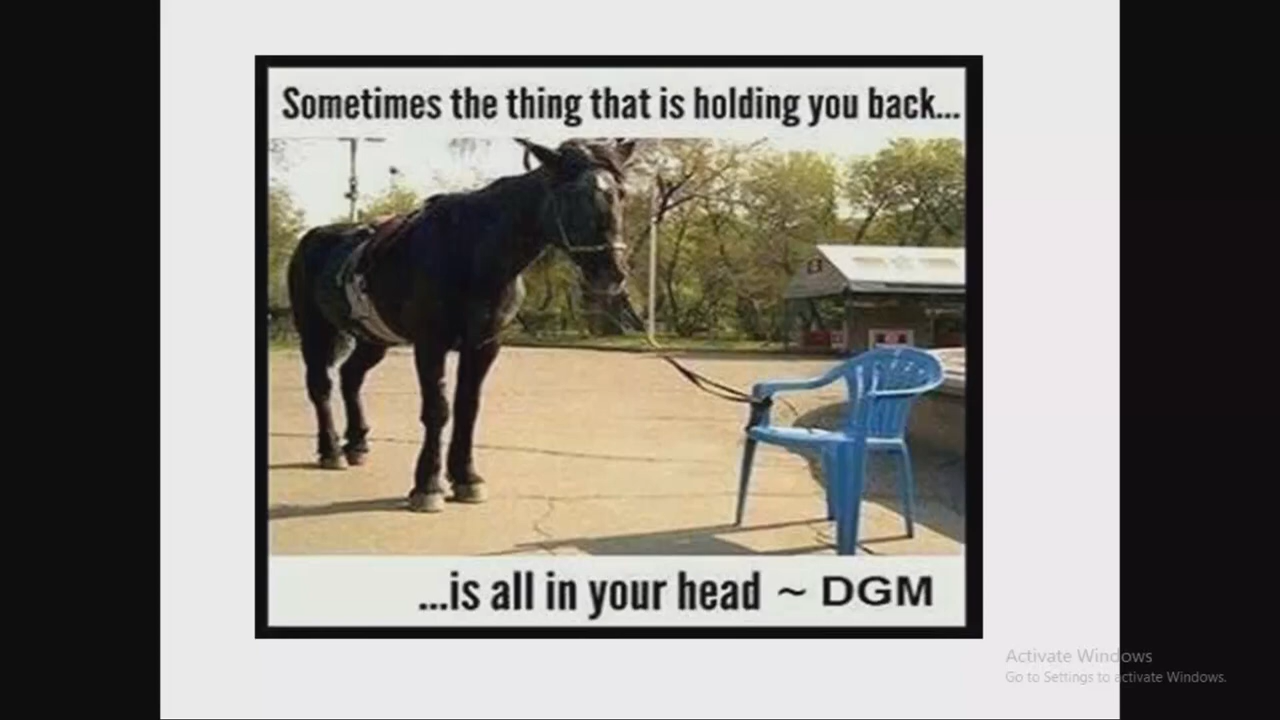 Sometimes the thing that is holding you back...
...is all in your head ~ DGM
Activate Windows
Go to Settings to activate Windows.